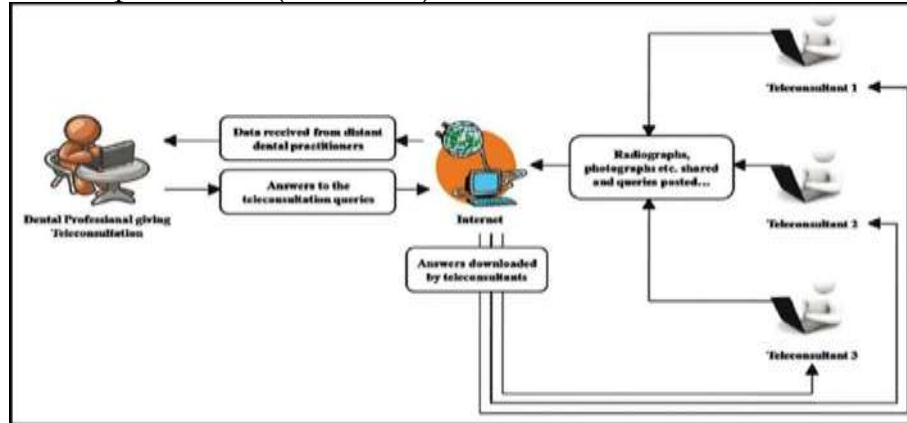 Teleconsultant 1
Data received from distant
dental practitioners
Radiographs,
photographs etc. shared
and queries posted...
Answers to the
teleconsultation queries
Dental Professional giving
Teleconsultation
Internet
Teleconsultant 2
Answers downloaded
by teleconsultants
Teleconsultant 3